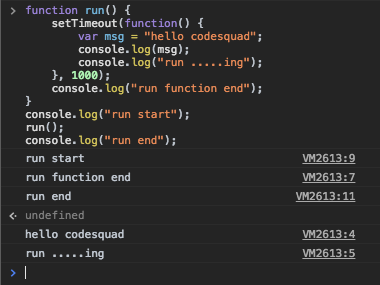 > function run() {
setTimeout(function() {
var msg = "hello codesquad";
console.log(msg);
console.log("run .....ing");
}, 1000);
console.log("run function end");
}
console.log("run start");
run();
console.log("run end");
run start VM2613:9
run function end VM2613:7
run end VM2613:11
undefined
hello codesquad VM2613:4
run .....ing VM2613:5
>